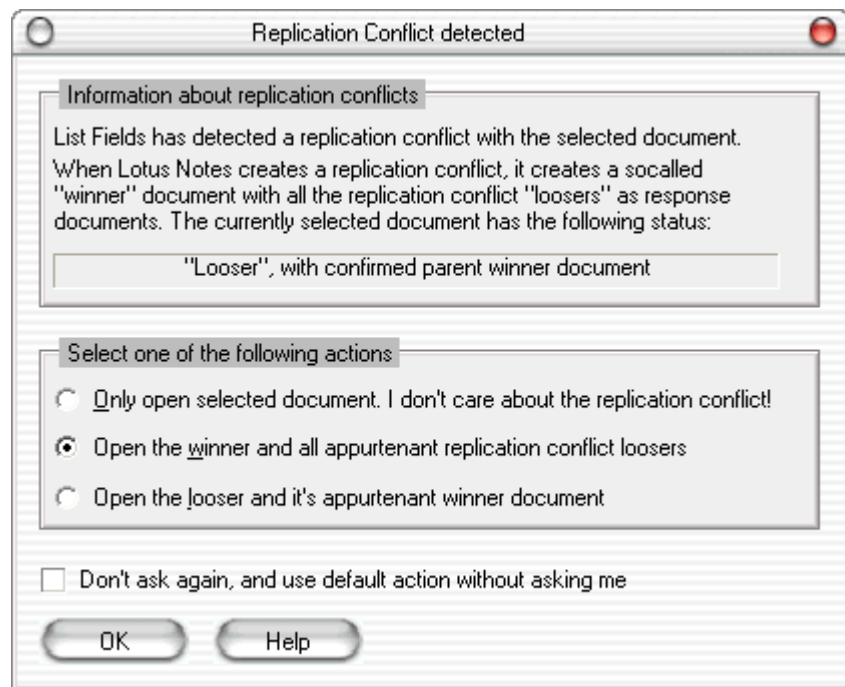 Replication Conflict detected
Information about replication conflicts
List Fields has detected a replication conflict with the selected document.
When Lotus Notes creates a replication conflict, it creates a socalled
"winner" document with all the replication conflict "loosers" as response
documents. The currently selected document has the following status:
"Looser", with confirmed parent winner document
Select one of the following actions
Only open selected document. I don't care about the replication conflict!
Open the winner and all appurtenant replication conflict loosers
Open the looser and it's appurtenant winner document
Don't ask again, and use default action without asking me
OK Help